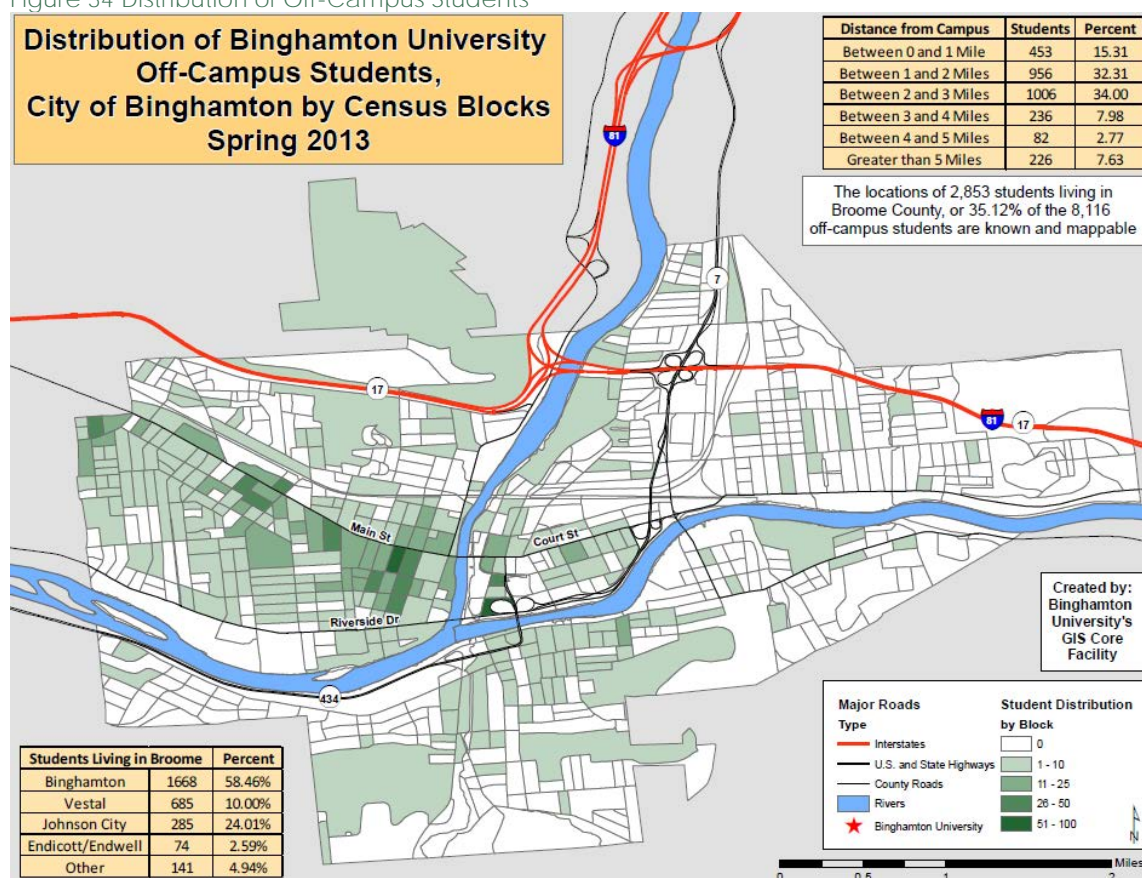 Figure 34 Distribution of Off-Campus Students
Distribution of Binghamton University
Off-Campus Students,
City of Binghamton by Census Blocks
Spring 2013
Distance from Campus Students Percent
Between 0 and 1 Mile 453 15.31
Between 1 and 2 Miles 956 32.31
Between 2 and 3 Miles 1006 34.00
Between 3 and 4 Miles 236 7.98
Between 4 and 5 Miles 82 2.77
Greater than 5 Miles 226 7.63
The locations of 2,853 students living in
Broome County, or 35.12% of the 8,116
off-campus students are known and mappable
81
7
17
81
17
Main St
Court St
Riverside Dr
434
Created by:
Binghamton
University's
GIS Core
Facility
Students Living in Broome Percent
Binghamton 1668 58.46%
Vestal 685 10.00%
Johnson City 285 24.01%
Endicott/Endwell 74 2.59%
Other 141 4.94%
Major Roads
Type
Interstates
U.S. and State Highways
County Roads
Rivers
Binghamton University
Student Distribution
by Block
0
1 - 10
11 - 25
26 - 50
51 - 100
N
Miles
0 0.5 1 2